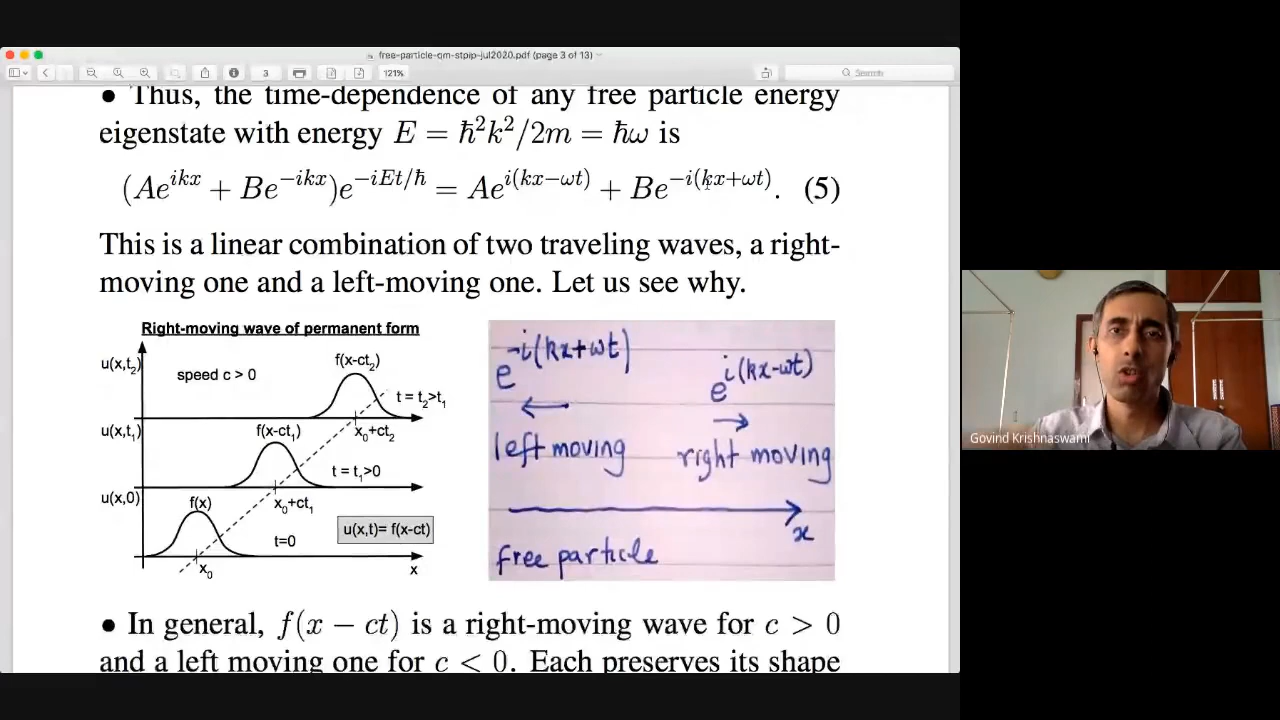 free-particle-qm-stpip-jul2020.pdf (page 3 of 13)
3
121%
Search
• Thus, the time-dependence of any free particle energy
eigenstate with energy E = ℏ²k²/2m = ℏω is
(Ae^{ikx} + Be^{-ikx})e^{-iEt/ℏ} = Ae^{i(kx-ωt)} + Be^{-i(kx+ωt)}. (5)
This is a linear combination of two traveling waves, a right-
moving one and a left-moving one. Let us see why.
Right-moving wave of permanent form
u(x,t₂)
speed c > 0
f(x-ct₂)
t = t₂>t₁
u(x,t₁)
f(x-ct₁)
x₀+ct₂
t = t₁>0
u(x,0)
f(x)
x₀+ct₁
u(x,t)= f(x-ct)
t=0
x₀
x
e^{-i(kx+ωt)}
e^{i(kx-ωt)}
left moving
right moving
x
free particle
• In general, f(x − ct) is a right-moving wave for c > 0
and a left moving one for c < 0. Each preserves its shape
Govind Krishnaswami